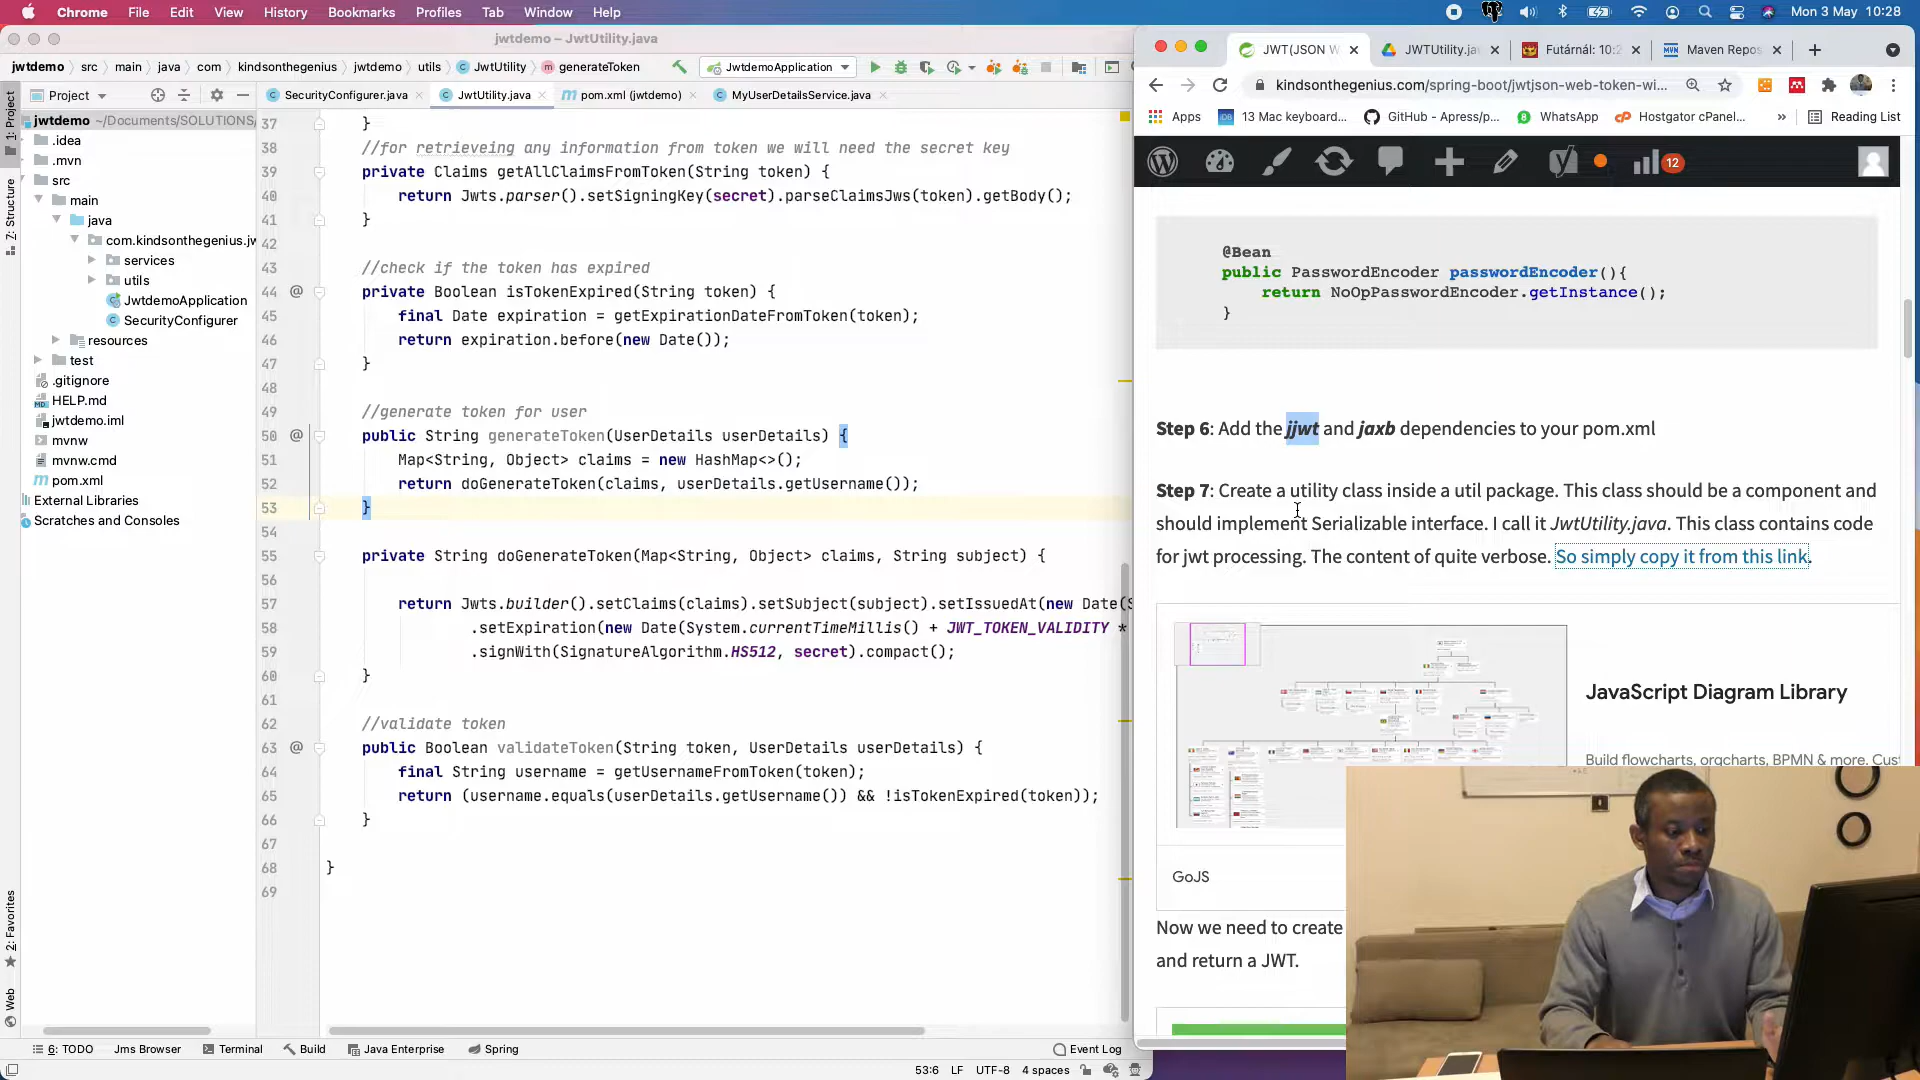 Chrome File Edit View History Bookmarks Profiles Tab Window Help
Mon 3 May 10:28
jwtdemo – JwtUtility.java
jwtdemo src main java com kindsonthegenius jwtdemo utils JwtUtility generateToken
JwtdemoApplication
Project
SecurityConfigurer.java
JwtUtility.java
pom.xml (jwtdemo)
MyUserDetailsService.java
1: Project
Z: Structure
2: Favorites
Web
jwtdemo ~/Documents/SOLUTIONS/
.idea
.mvn
src
main
java
com.kindsonthegenius.jw
services
utils
JwtdemoApplication
SecurityConfigurer
resources
test
.gitignore
HELP.md
jwtdemo.iml
mvnw
mvnw.cmd
pom.xml
External Libraries
Scratches and Consoles
37 }
38 //for retrieveing any information from token we will need the secret key
39 private Claims getAllClaimsFromToken(String token) {
40 return Jwts.parser().setSigningKey(secret).parseClaimsJws(token).getBody();
41 }
42
43 //check if the token has expired
44 @ private Boolean isTokenExpired(String token) {
45 final Date expiration = getExpirationDateFromToken(token);
46 return expiration.before(new Date());
47 }
48
49 //generate token for user
50 @ public String generateToken(UserDetails userDetails) {
51 Map<String, Object> claims = new HashMap<>();
52 return doGenerateToken(claims, userDetails.getUsername());
53 }
54
55 private String doGenerateToken(Map<String, Object> claims, String subject) {
56
57 return Jwts.builder().setClaims(claims).setSubject(subject).setIssuedAt(new Date(S
58 .setExpiration(new Date(System.currentTimeMillis() + JWT_TOKEN_VALIDITY *
59 .signWith(SignatureAlgorithm.HS512, secret).compact();
60 }
61
62 //validate token
63 @ public Boolean validateToken(String token, UserDetails userDetails) {
64 final String username = getUsernameFromToken(token);
65 return (username.equals(userDetails.getUsername()) && !isTokenExpired(token));
66 }
67
68 }
69
6: TODO Jms Browser Terminal Build Java Enterprise Spring Event Log
53:6 LF UTF-8 4 spaces
JWT(JSON W
JWTUtility.ja
Futárnál: 10:2
Maven Repos
kindsonthegenius.com/spring-boot/jwtjson-web-token-wi...
Apps
13 Mac keyboard...
GitHub - Apress/p...
WhatsApp
Hostgator cPanel...
»
Reading List
12
@Bean
public PasswordEncoder passwordEncoder(){
return NoOpPasswordEncoder.getInstance();
}
Step 6: Add the jjwt and jaxb dependencies to your pom.xml
Step 7: Create a utility class inside a util package. This class should be a component and
should implement Serializable interface. I call it JwtUtility.java. This class contains code
for jwt processing. The content of quite verbose. So simply copy it from this link.
JavaScript Diagram Library
Build flowcharts, orgcharts, BPMN & more. Cust
GoJS
Now we need to create
and return a JWT.